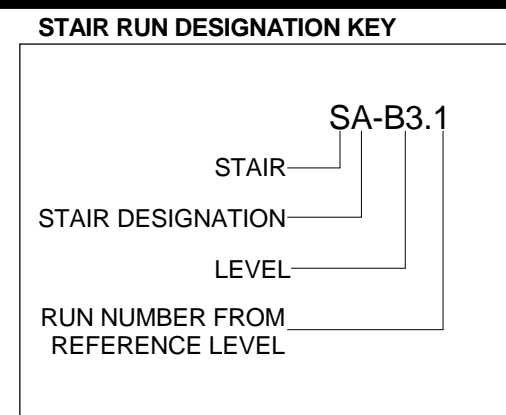 STAIR RUN DESIGNATION KEY
SA-B3.1
STAIR
STAIR DESIGNATION
LEVEL
RUN NUMBER FROM
REFERENCE LEVEL